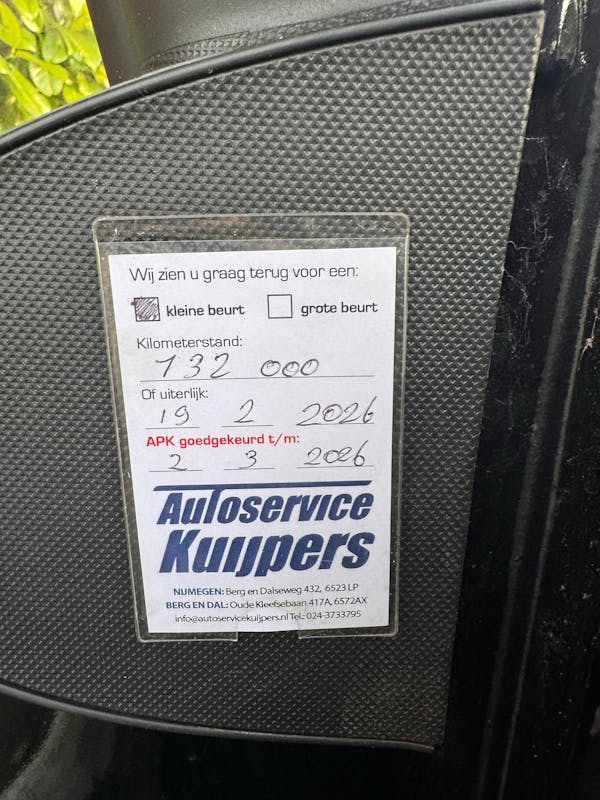 Wij zien u graag terug voor een:
kleine beurt grote beurt
Kilometerstand:
132 000
Of uiterlijk:
19 2 2026
APK goedgekeurd t/m:
2 3 2026
Autoservice
Kuijpers
NIJMEGEN: Berg en Dalseweg 432, 6523 LP
BERG EN DAL: Oude Kleefsebaan 417A, 6572AX
info@autoservicekuijpers.nl Tel.: 024-3733795